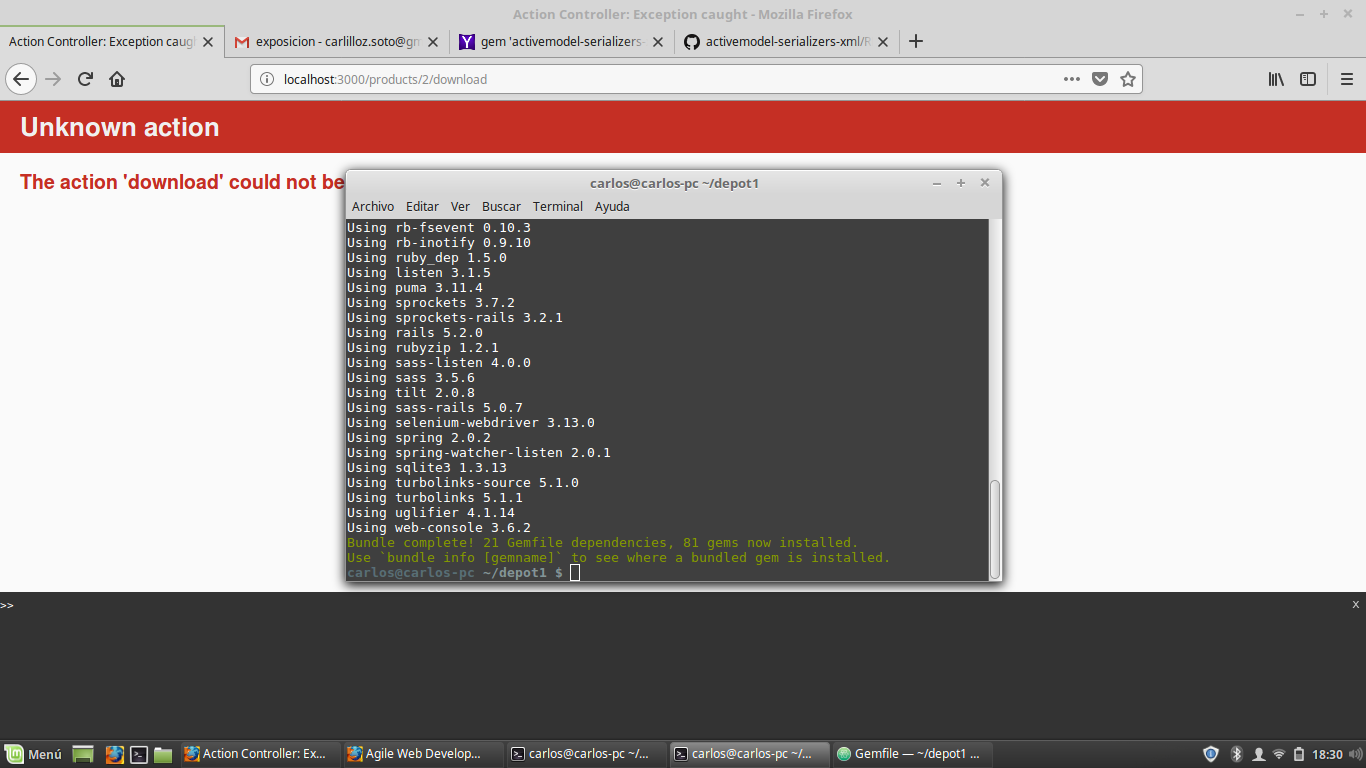 Action Controller: Exception caught - Mozilla Firefox
Action Controller: Exception caug
exposicion - carlilloz.soto@gm
gem 'activemodel-serializers-
activemodel-serializers-xml/R
localhost:3000/products/2/download
Unknown action
The action 'download' could not be
carlos@carlos-pc ~/depot1
Archivo Editar Ver Buscar Terminal Ayuda
Using rb-fsevent 0.10.3
Using rb-inotify 0.9.10
Using ruby_dep 1.5.0
Using listen 3.1.5
Using puma 3.11.4
Using sprockets 3.7.2
Using sprockets-rails 3.2.1
Using rails 5.2.0
Using rubyzip 1.2.1
Using sass-listen 4.0.0
Using sass 3.5.6
Using tilt 2.0.8
Using sass-rails 5.0.7
Using selenium-webdriver 3.13.0
Using spring 2.0.2
Using spring-watcher-listen 2.0.1
Using sqlite3 1.3.13
Using turbolinks-source 5.1.0
Using turbolinks 5.1.1
Using uglifier 4.1.14
Using web-console 3.6.2
Bundle complete! 21 Gemfile dependencies, 81 gems now installed.
Use `bundle info [gemname]` to see where a bundled gem is installed.
carlos@carlos-pc ~/depot1 $
>>
x
Menú
Action Controller: Ex...
Agile Web Develop...
carlos@carlos-pc ~/...
carlos@carlos-pc ~/...
Gemfile — ~/depot1 ...
18:30